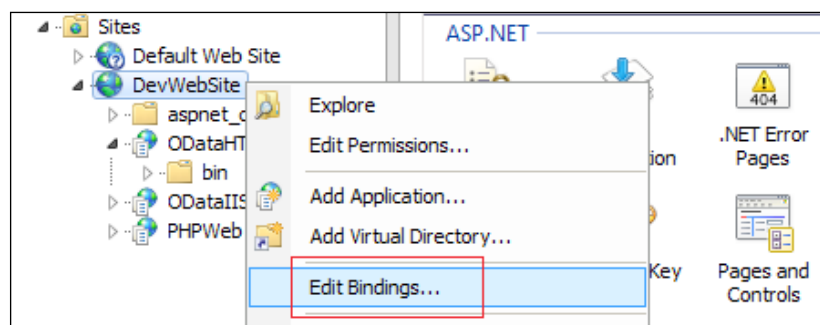 Sites
Default Web Site
DevWebSite
aspnet_c
ODataHT
bin
ODataIIS
PHPWeb
Explore
Edit Permissions...
Add Application...
Add Virtual Directory...
Edit Bindings...
ASP.NET
404
.NET Error
Pages
ion
Key
Pages and
Controls